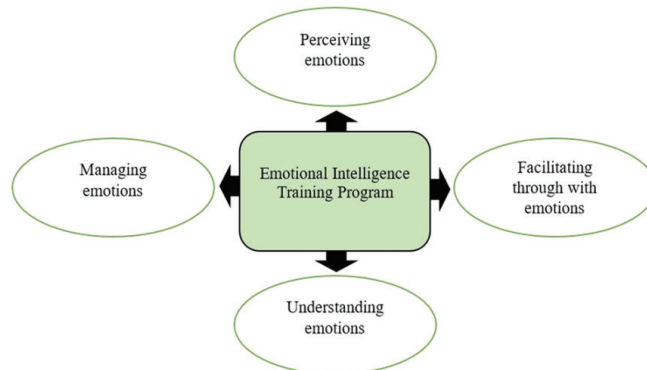 Perceiving
emotions
Managing
emotions
Emotional Intelligence
Training Program
Facilitating
through with
emotions
Understanding
emotions